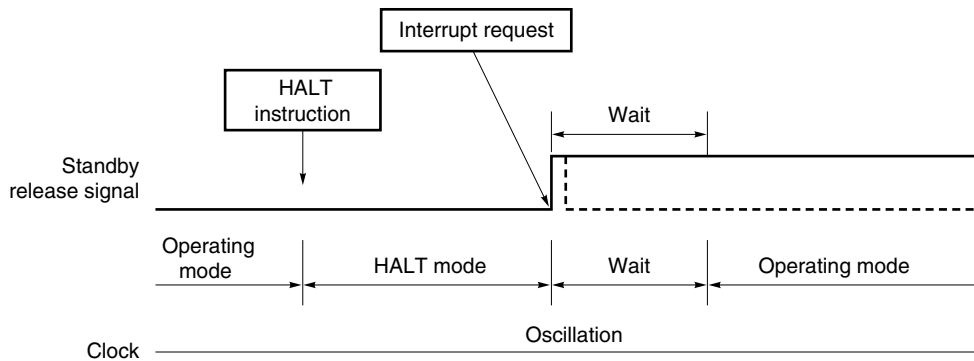 Interrupt request
HALT
instruction
Wait
Standby
release signal
Operating
mode
HALT mode
Wait
Operating mode
Oscillation
Clock